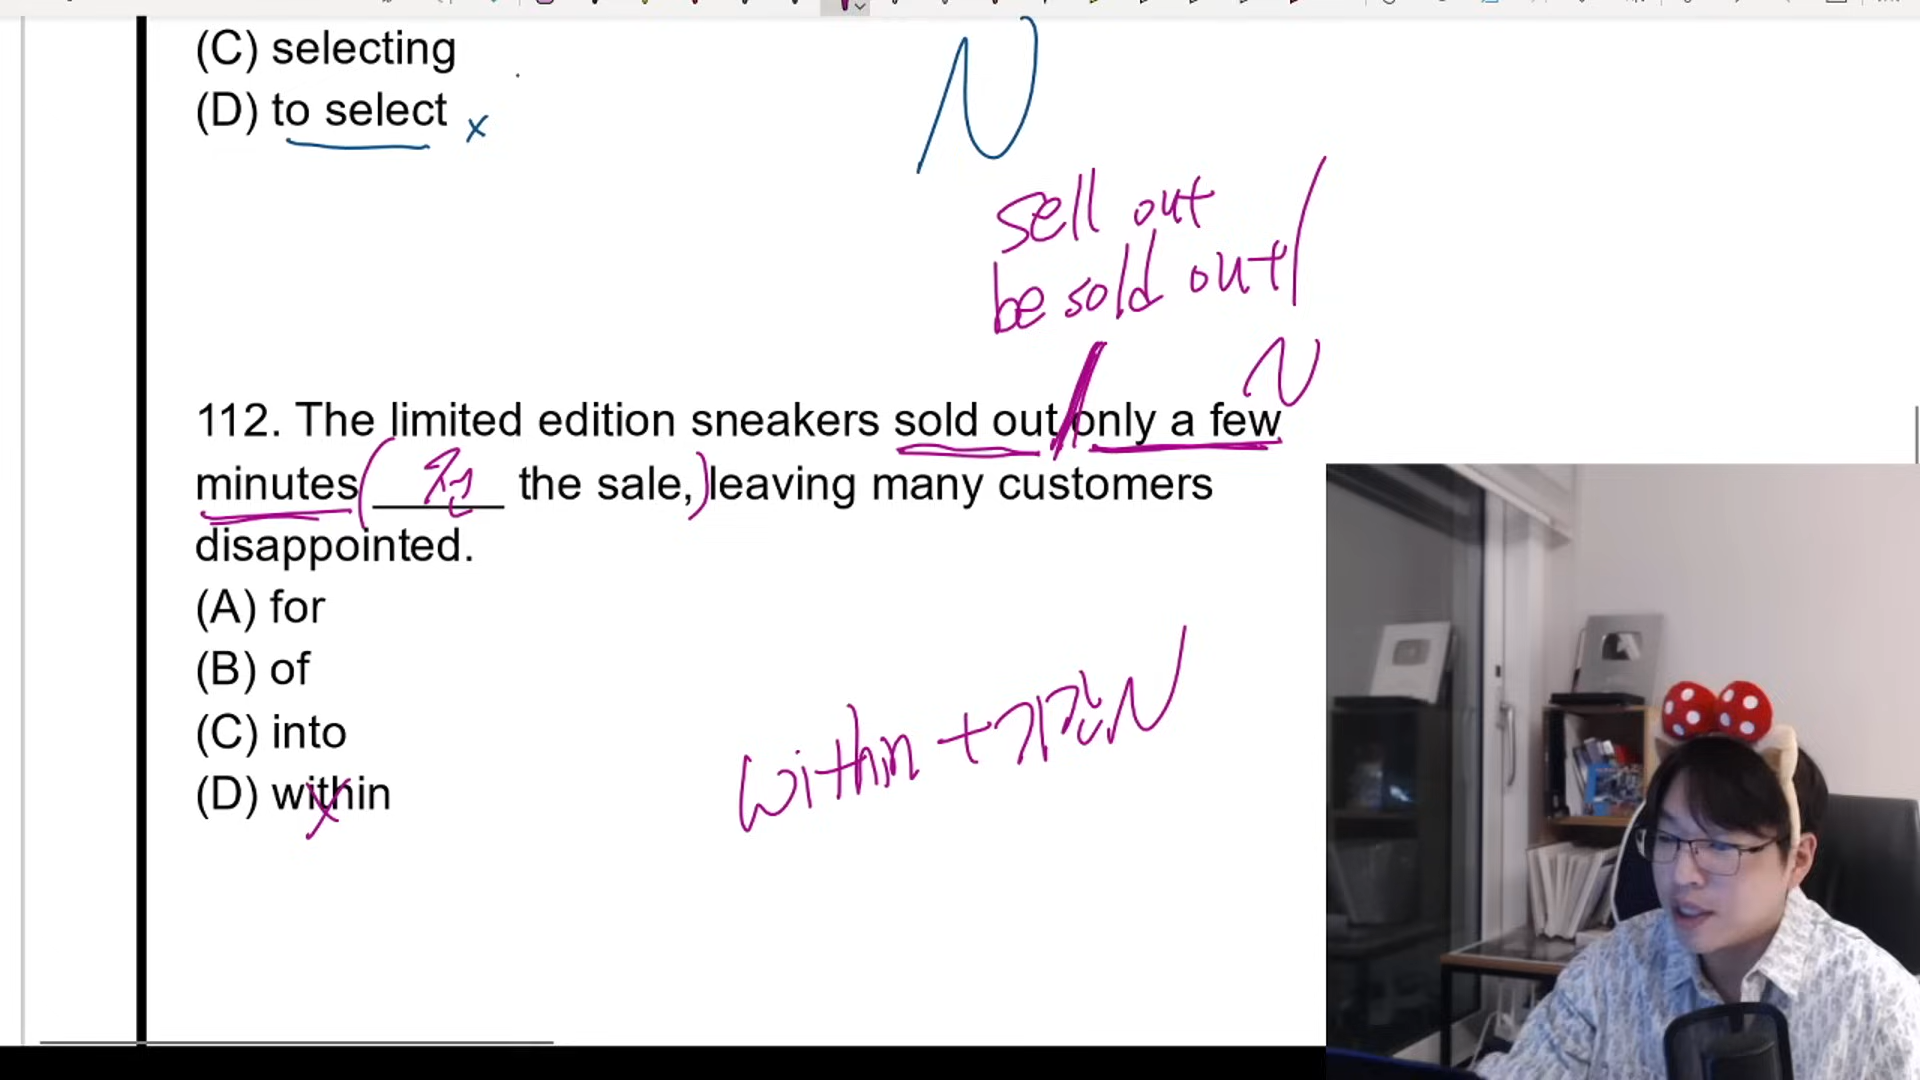 (C) selecting
(D) to select x
N
sell out
be sold out
N
112. The limited edition sneakers sold out only a few
minutes ( 전 the sale,) leaving many customers
disappointed.
(A) for
(B) of
(C) into
(D) within
within + 기간 N